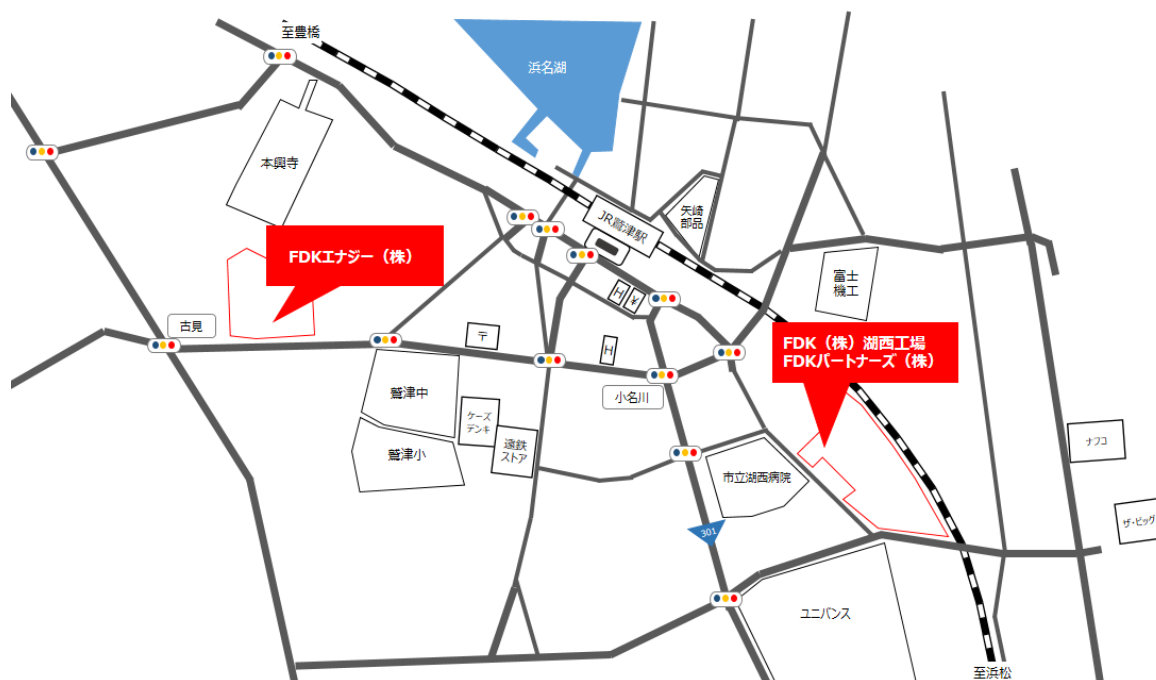 至豊橋
浜名湖
本興寺
JR鷲津駅
矢崎
部品
FDKエナジー（株）
富士
機工
H
¥
古見
〒
H
FDK（株）湖西工場
FDKパートナーズ（株）
鷲津中
小名川
ケーズ
デンキ
遠鉄
ストア
ナフコ
鷲津小
市立湖西病院
301
ザ・ビッグ
ユニバンス
至浜松